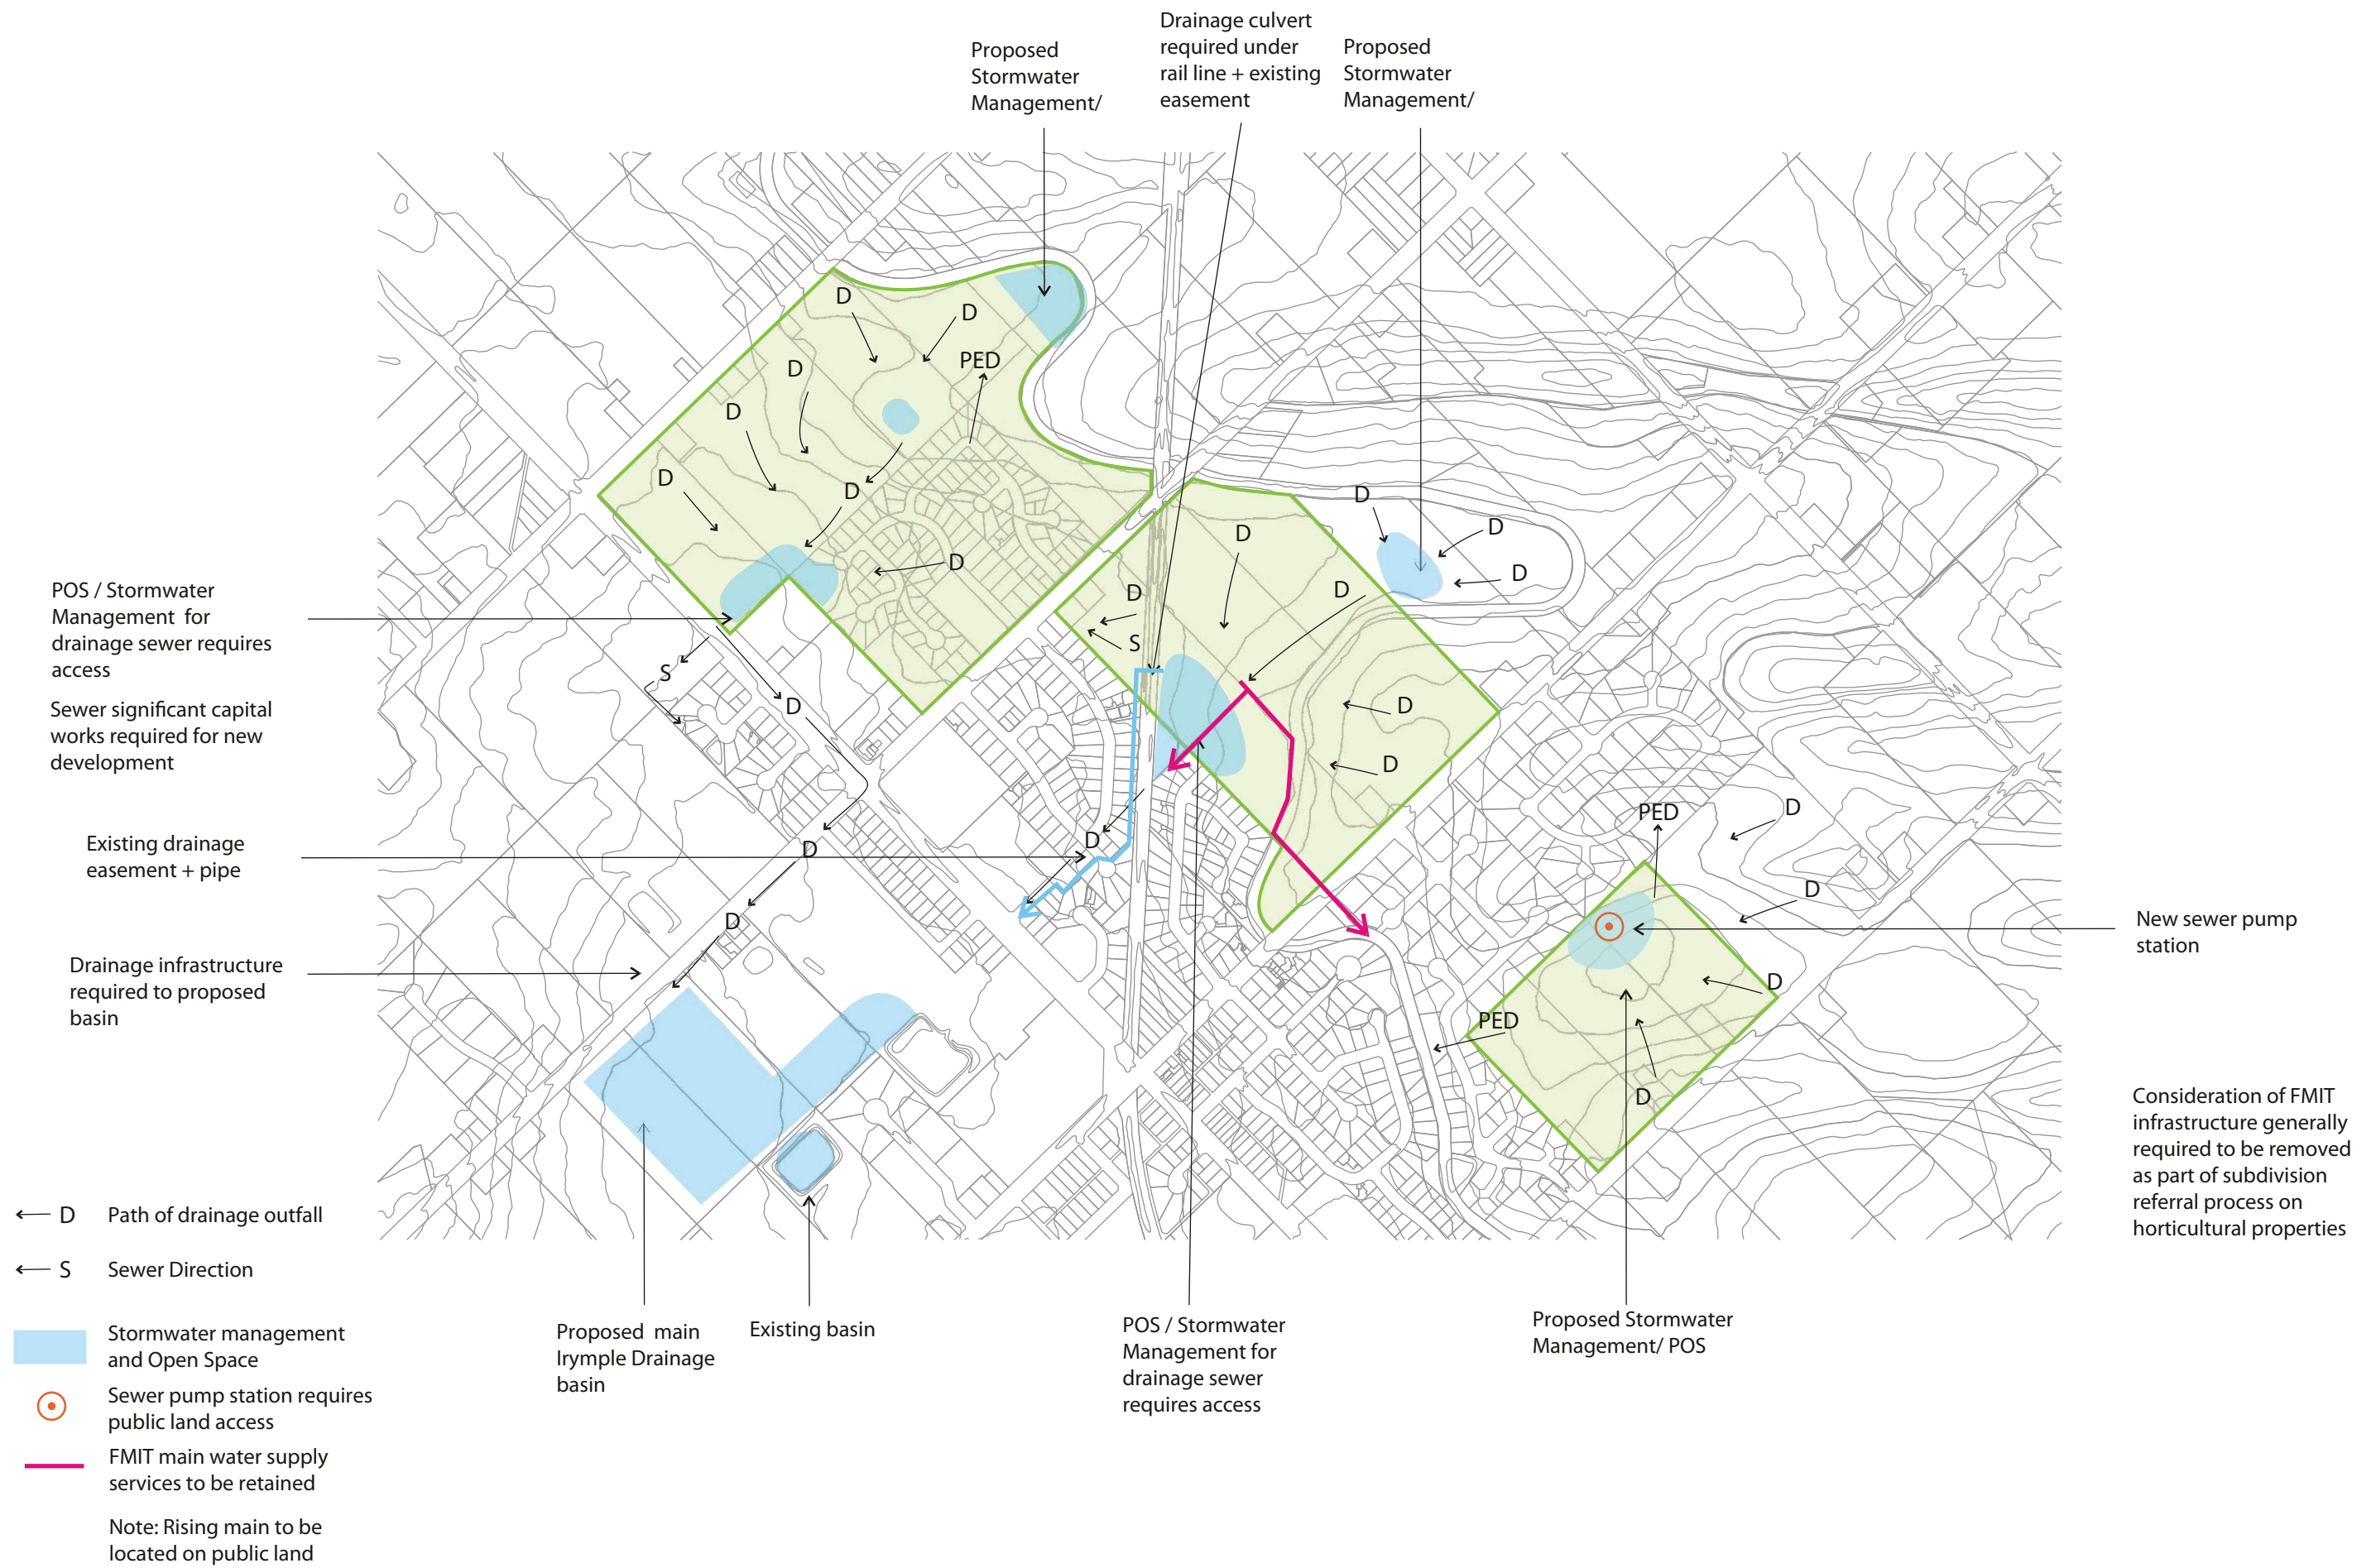 Proposed
Stormwater
Management/
Drainage culvert
required under
rail line + existing
easement
Proposed
Stormwater
Management/
D
D
PED
D
D
D
D
D
D
D
D
D
D
D
D
S
D
D
POS / Stormwater
Management  for
drainage sewer requires
access
Sewer significant capital
works required for new
development
S
D
Existing drainage
easement + pipe
D
D
D
Drainage infrastructure
required to proposed
basin
PED
D
D
New sewer pump
station
PED
D
D
Consideration of FMIT
infrastructure generally
required to be removed
as part of subdivision
referral process on
horticultural properties
D
Path of drainage outfall
S
Sewer Direction
Stormwater management
and Open Space
Sewer pump station requires
public land access
FMIT main water supply
services to be retained
Note: Rising main to be
located on public land
Proposed  main
Irymple Drainage
basin
Existing basin
POS / Stormwater
Management for
drainage sewer
requires access
Proposed Stormwater
Management/ POS